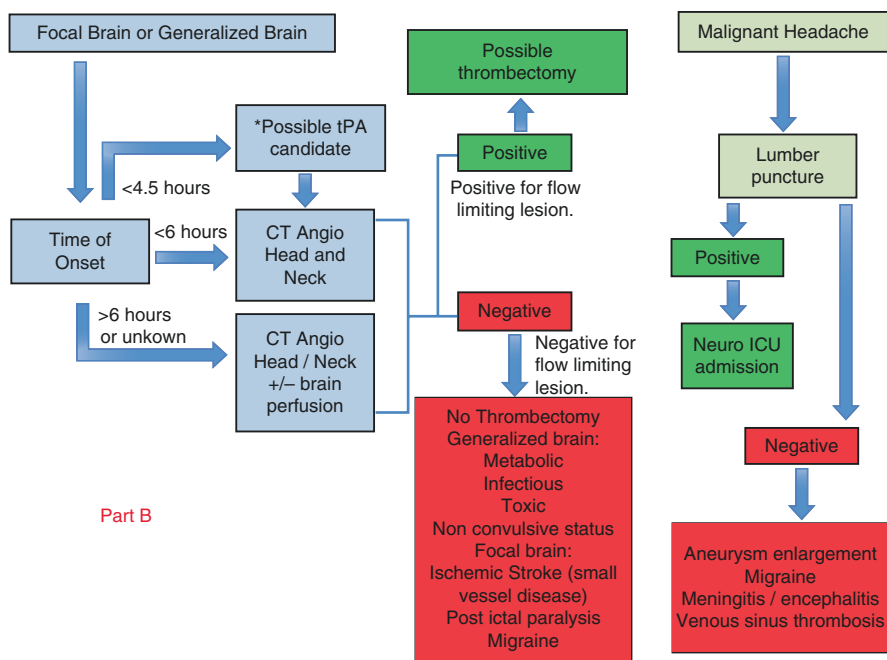 Focal Brain or Generalized Brain
*Possible tPA
candidate
<4.5 hours
Time of
Onset
<6 hours
CT Angio
Head and
Neck
>6 hours
or unkown
CT Angio
Head / Neck
+/– brain
perfusion
Possible
thrombectomy
Positive
Positive for flow
limiting lesion.
Negative
Negative for
flow limiting
lesion.
No Thrombectomy
Generalized brain:
Metabolic
Infectious
Toxic
Non convulsive status
Focal brain:
Ischemic Stroke (small
vessel disease)
Post ictal paralysis
Migraine
Part B
Malignant Headache
Lumber
puncture
Positive
Neuro ICU
admission
Negative
Aneurysm enlargement
Migraine
Meningitis / encephalitis
Venous sinus thrombosis